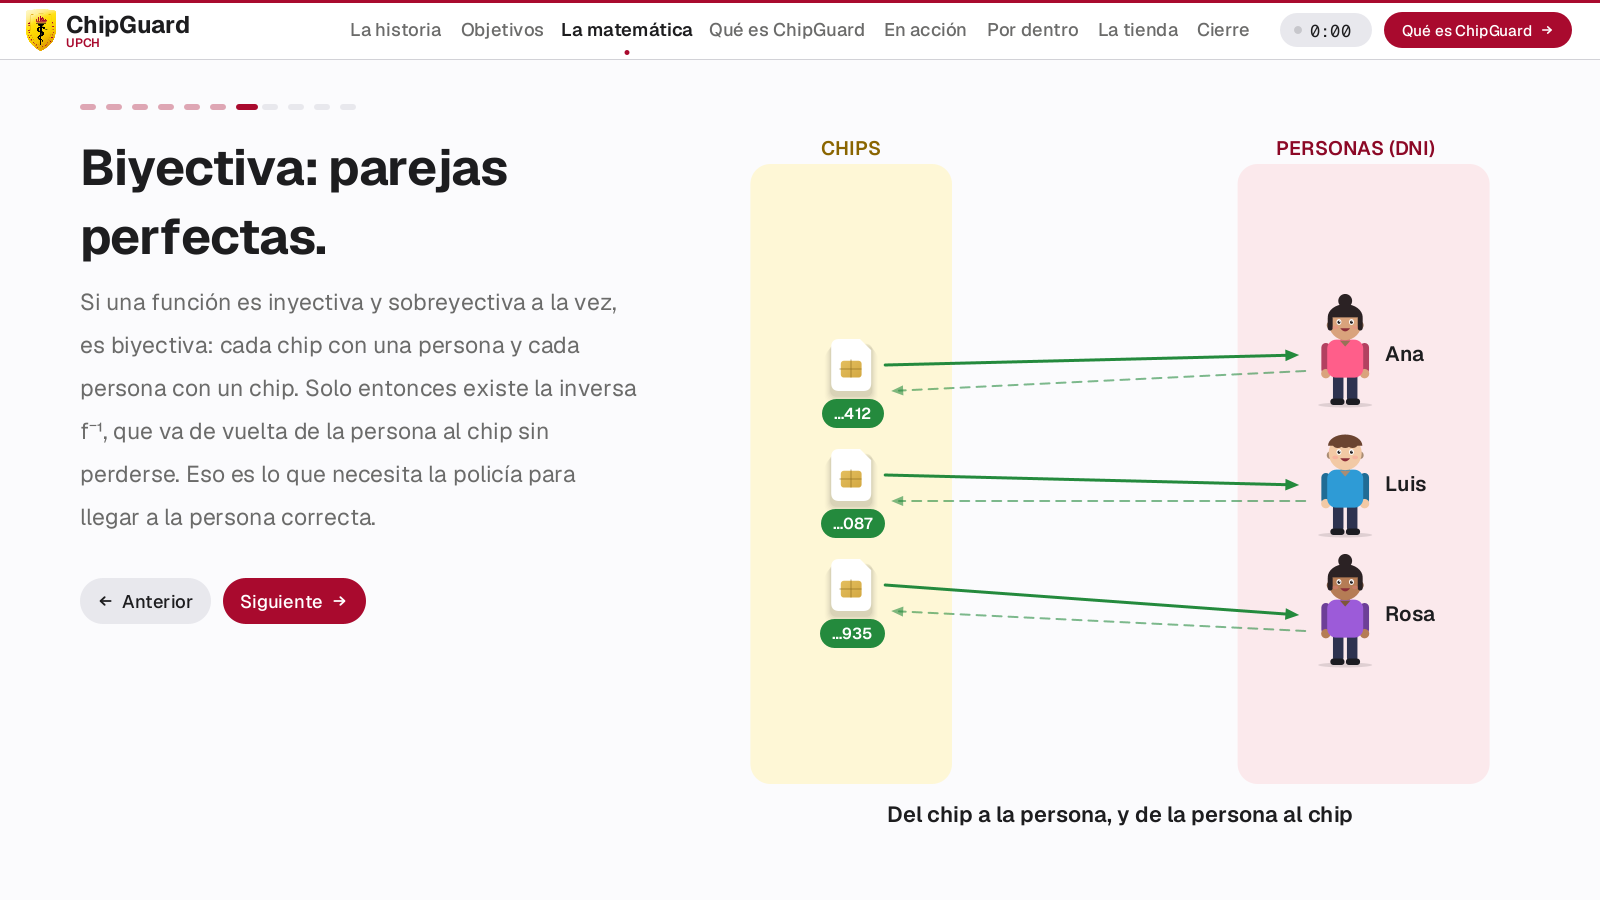 ChipGuard
UPCH
La historia
Objetivos
La matemática
Qué es ChipGuard
En acción
Por dentro
La tienda
Cierre
0:00
Qué es ChipGuard →
Biyectiva: parejas
perfectas.
Si una función es inyectiva y sobreyectiva a la vez,
es biyectiva: cada chip con una persona y cada
persona con un chip. Solo entonces existe la inversa
f⁻¹, que va de vuelta de la persona al chip sin
perderse. Eso es lo que necesita la policía para
llegar a la persona correcta.
← Anterior
Siguiente →
CHIPS
PERSONAS (DNI)
...412
Ana
...087
Luis
...935
Rosa
Del chip a la persona, y de la persona al chip